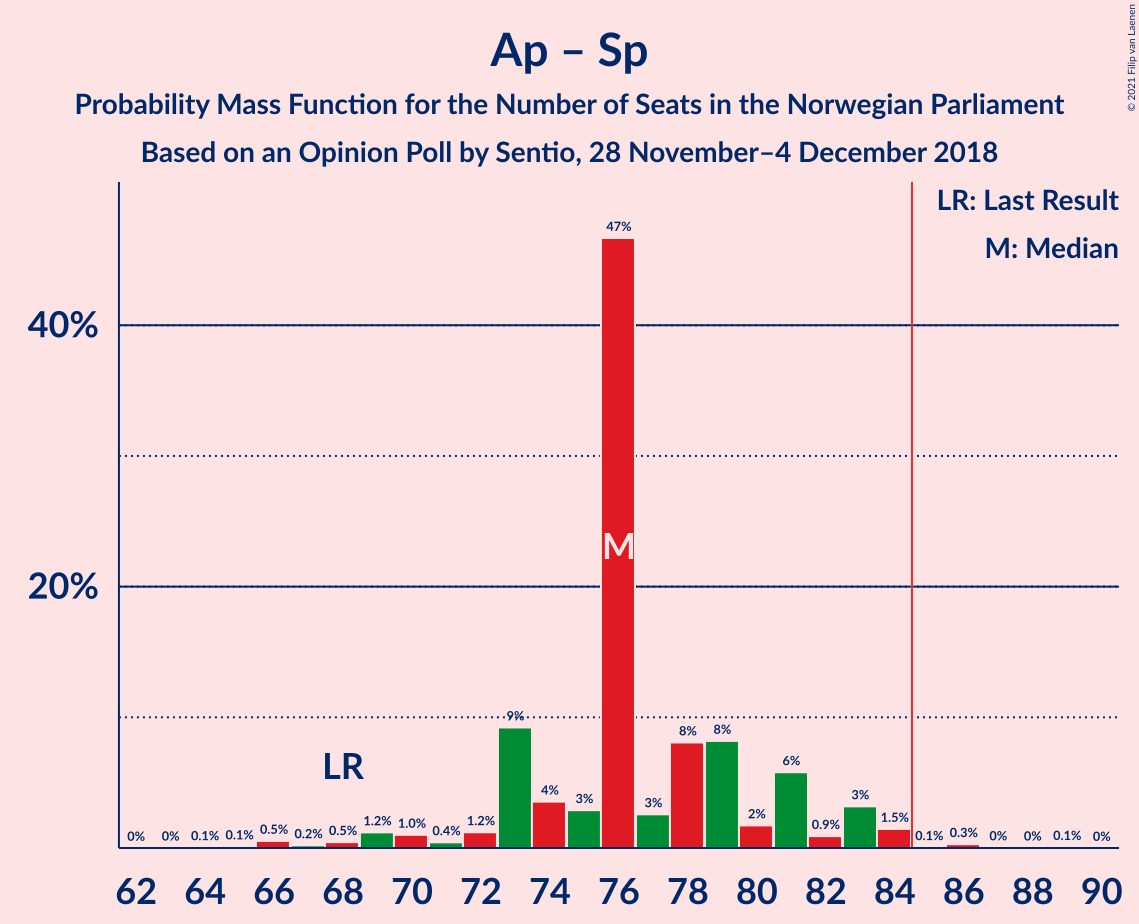 Ap – Sp
Probability Mass Function for the Number of Seats in the Norwegian Parliament
Based on an Opinion Poll by Sentio, 28 November–4 December 2018
© 2021 Filip van Laenen
LR: Last Result
M: Median
40%
20%
LR
M
0% 0% 0.1% 0.1% 0.5% 0.2% 0.5% 1.2% 1.0% 0.4% 1.2% 9% 4% 3% 47% 3% 8% 8% 2% 6% 0.9% 3% 1.5% 0.1% 0.3% 0% 0% 0.1% 0%
62 64 66 68 70 72 74 76 78 80 82 84 86 88 90